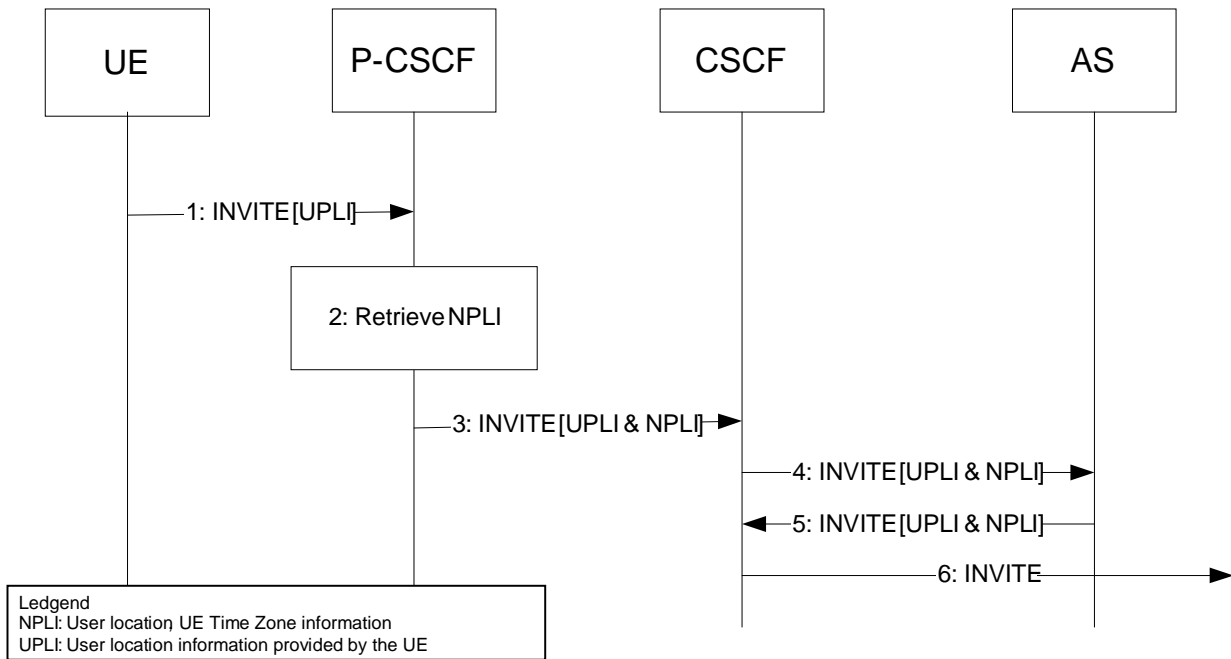 UE
P-CSCF
CSCF
AS
1: INVITE[UPLI]
2: Retrieve NPLI
3: INVITE[UPLI & NPLI]
4: INVITE[UPLI & NPLI]
5: INVITE[UPLI & NPLI]
6: INVITE
Ledgend
NPLI: User location, UE Time Zone information
UPLI: User location information provided by the UE